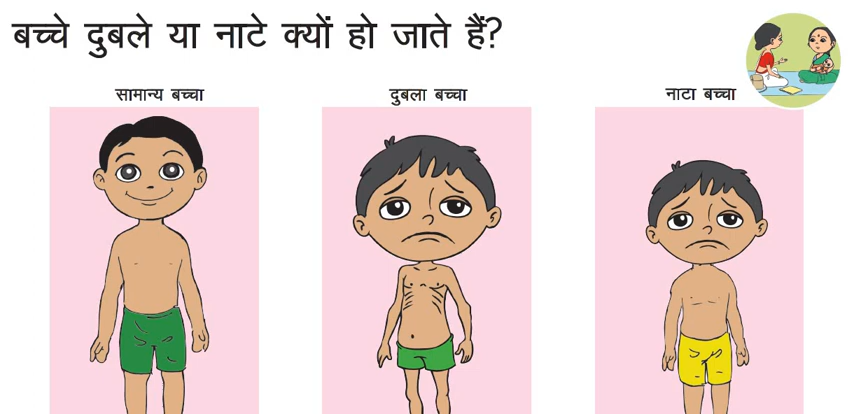 बच्चे दुबले या नाटे क्यों हो जाते हैं?
सामान्य बच्चा
दुबला बच्चा
नाटा बच्चा